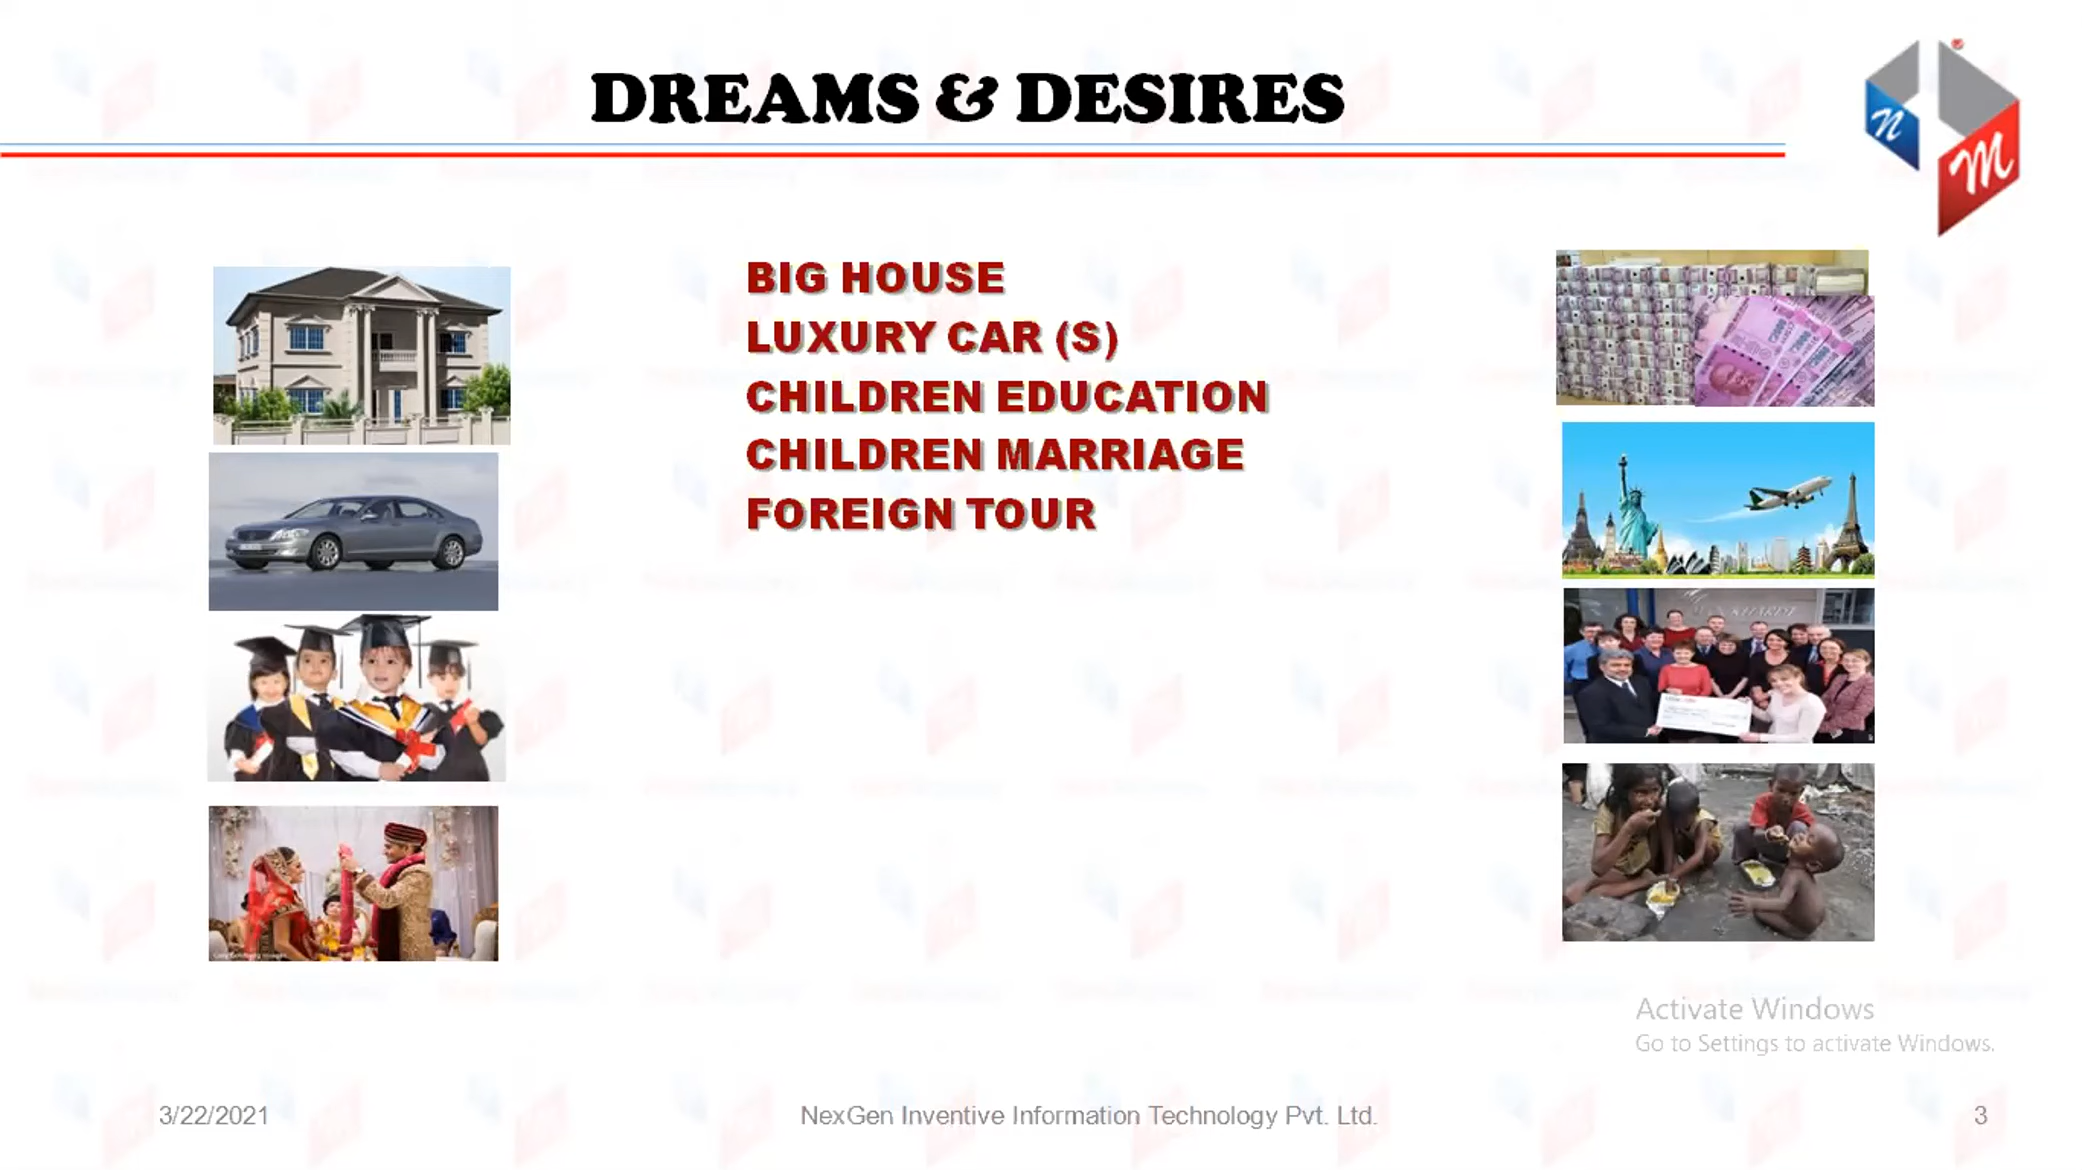 DREAMS & DESIRES
n
M
BIG HOUSE
LUXURY CAR (S)
CHILDREN EDUCATION
CHILDREN MARRIAGE
FOREIGN TOUR
Activate Windows
Go to Settings to activate Windows.
3/22/2021
NexGen Inventive Information Technology Pvt. Ltd.
3